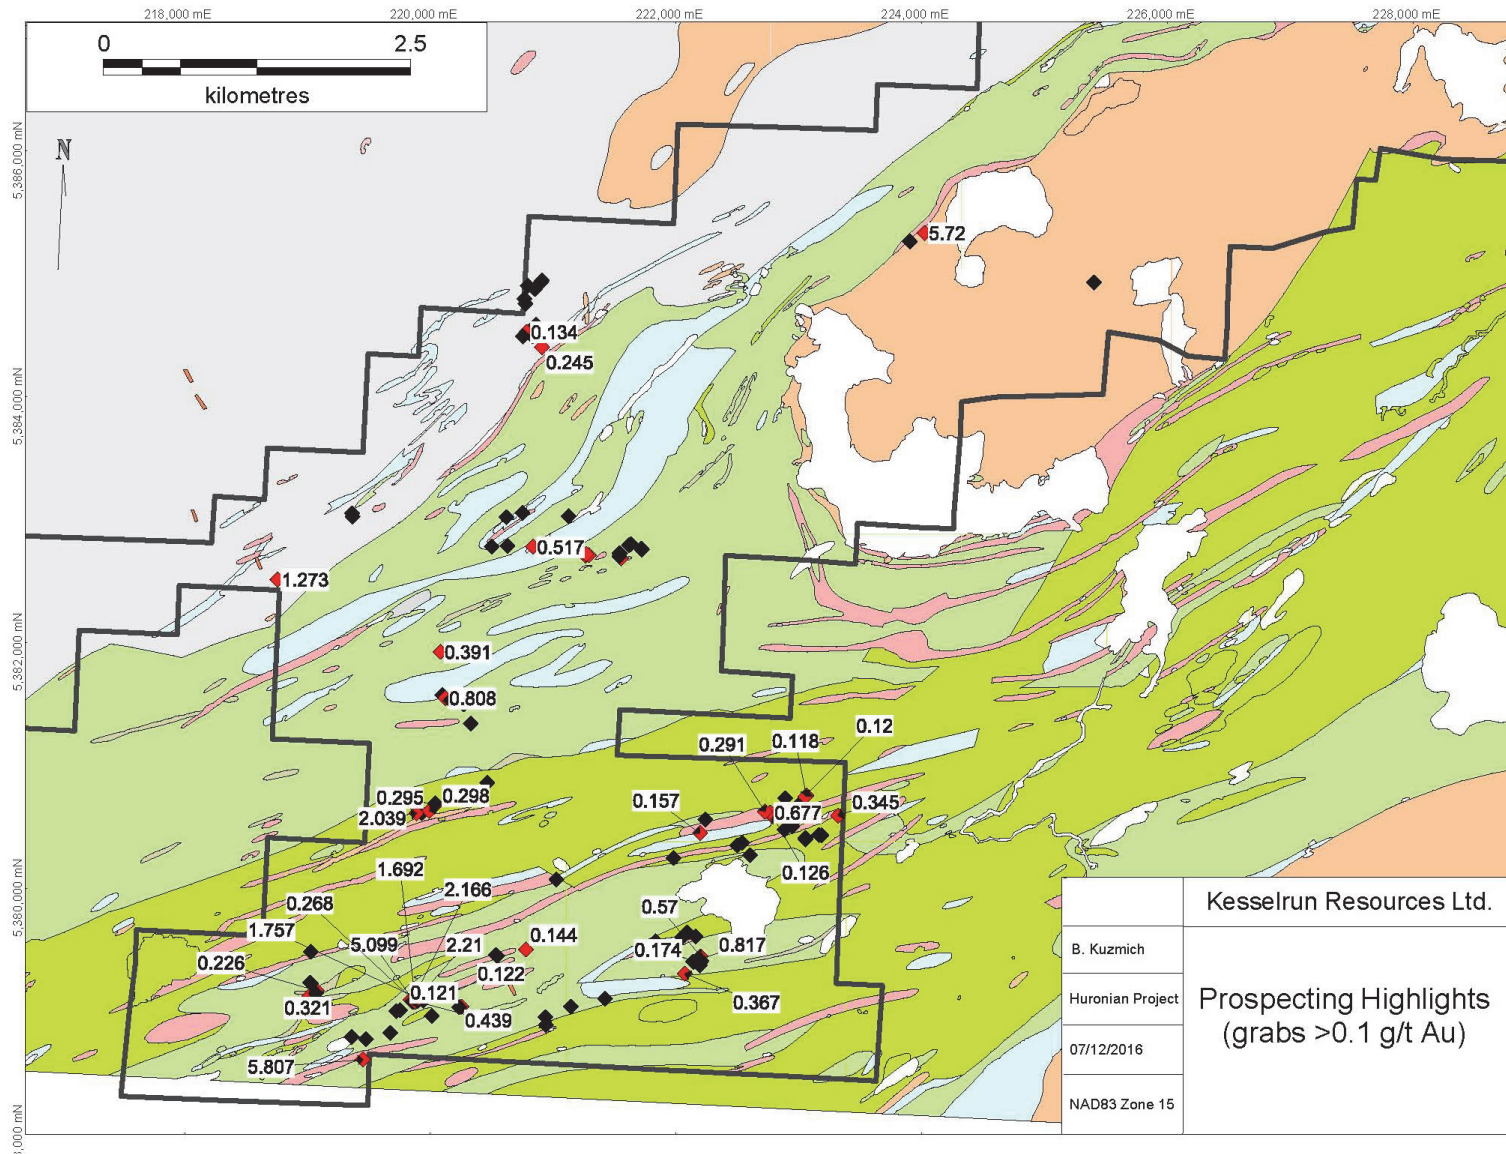 218,000 mE
220,000 mE
222,000 mE
224,000 mE
226,000 mE
228,000 mE
0 2.5
kilometres
N
5,386,000 mN
5,384,000 mN
5,382,000 mN
5,380,000 mN
,000 mN
5.72
0.134
0.245
0.517
1.273
0.391
0.808
0.12
0.118
0.291
0.295
0.298
2.039
0.157
0.677
0.345
0.126
1.692
2.166
0.268
1.757
5.099
2.21
0.144
0.57
0.174
0.817
0.226
0.122
0.321
0.121
0.439
0.367
5.807
Kesselrun Resources Ltd.
B. Kuzmich
Huronian Project
07/12/2016
NAD83 Zone 15
Prospecting Highlights
(grabs >0.1 g/t Au)